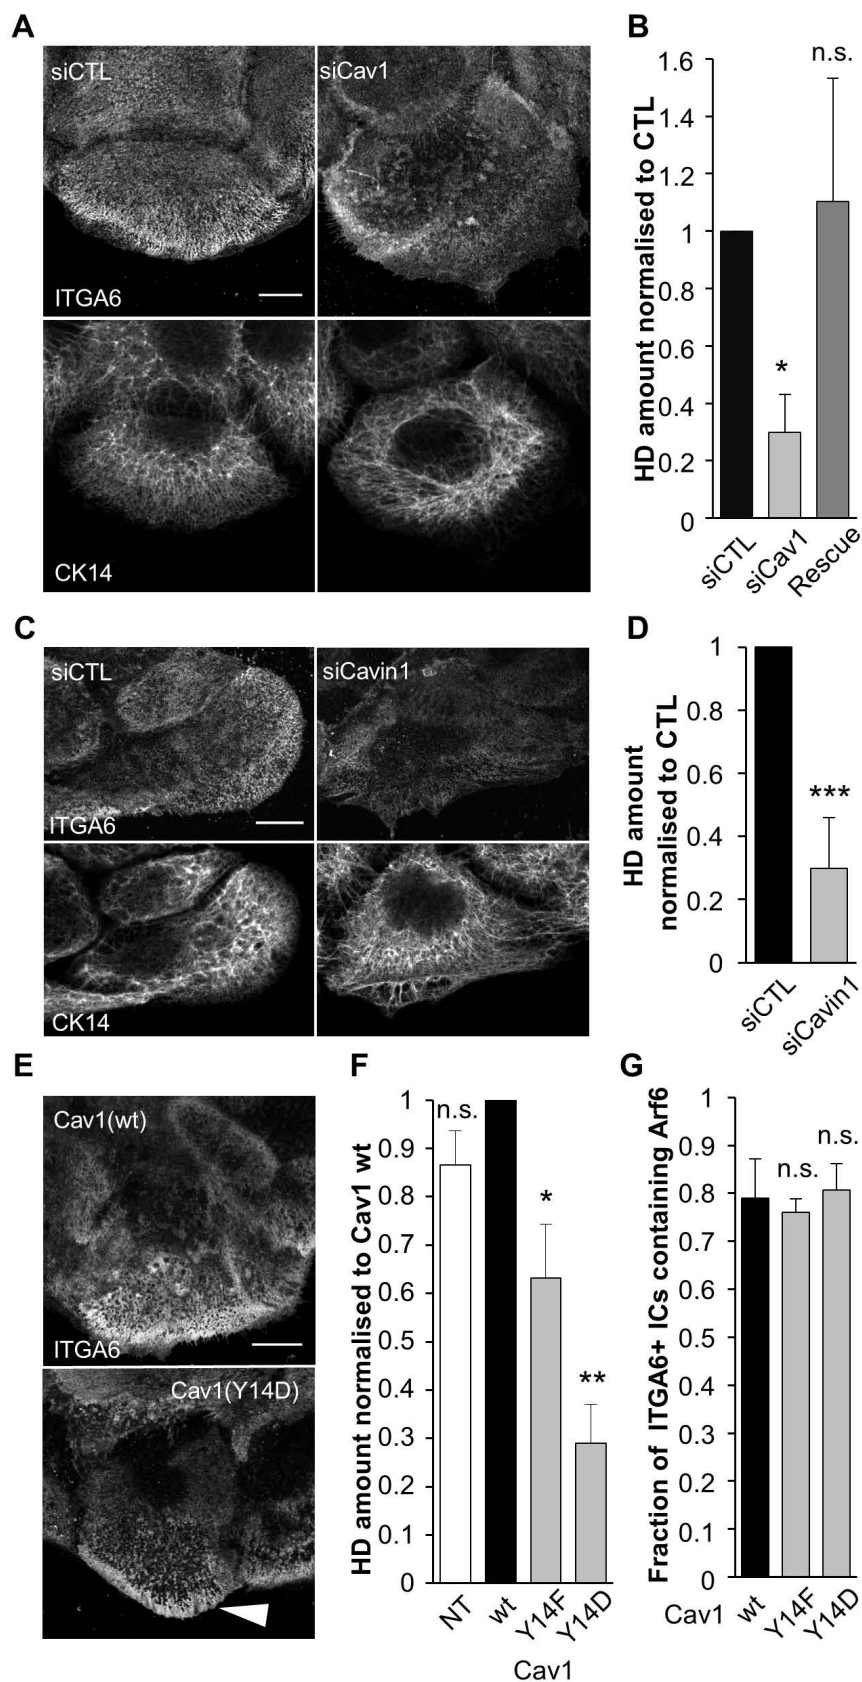 A
siCTL
siCav1
ITGA6
CK14
B
HD amount normalised to CTL
1.6
1.4
1.2
1
0.8
0.6
0.4
0.2
0
*
n.s.
siCTL
siCav1
Rescue
C
siCTL
siCavin1
ITGA6
CK14
D
HD amount
normalised to CTL
1
0.8
0.6
0.4
0.2
0
***
siCTL
siCavin1
E
Cav1(wt)
ITGA6
Cav1(Y14D)
F
HD amount normalised to Cav1 wt
1
0.9
0.8
0.7
0.6
0.5
0.4
0.3
0.2
0.1
0
n.s.
*
**
NT
wt
Y14F
Y14D
Cav1
G
Fraction of ITGA6+ ICs containing Arf6
1
0.9
0.8
0.7
0.6
0.5
0.4
0.3
0.2
0.1
0
n.s.
n.s.
Cav1
wt
Y14F
Y14D